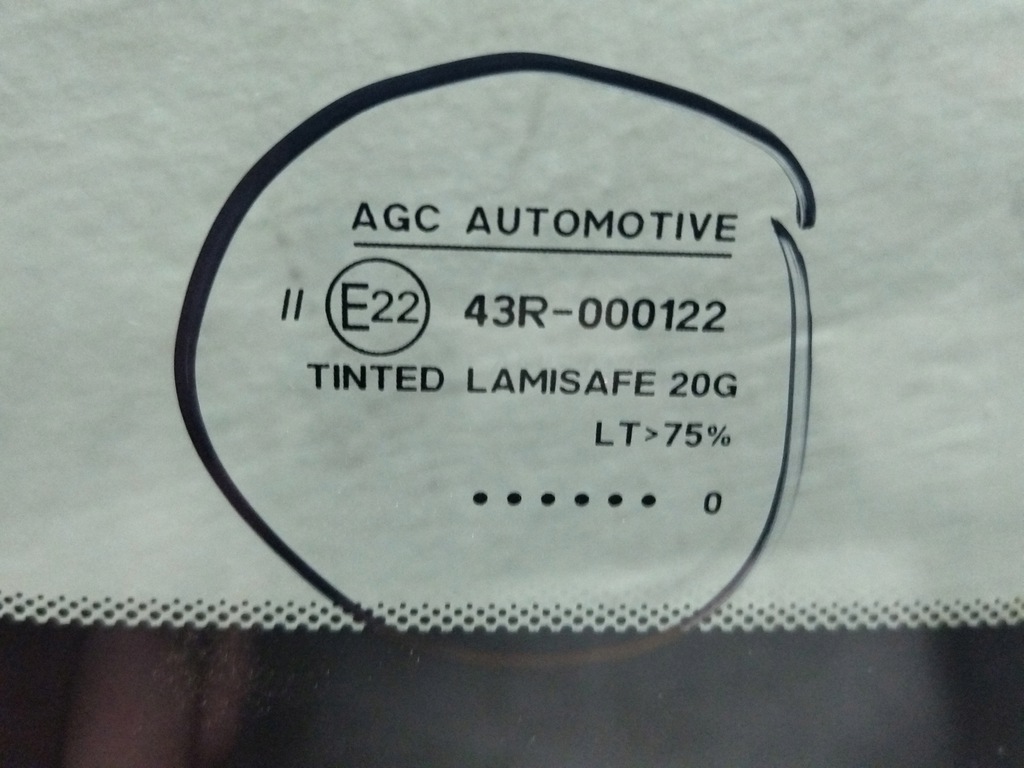 AGC AUTOMOTIVE
II E22 43R-000122
TINTED LAMISAFE 20G
LT>75%
•••••• 0